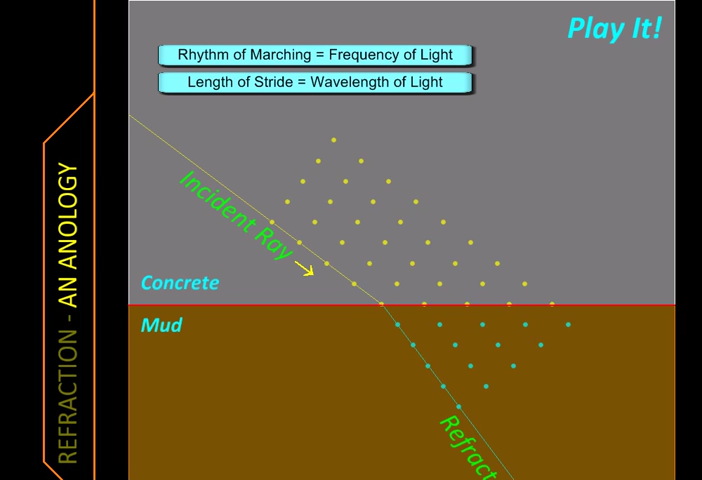 Play It!
Rhythm of Marching = Frequency of Light
Length of Stride = Wavelength of Light
REFRACTION - AN ANOLOGY
Incident Ray
Concrete
Mud
Refract